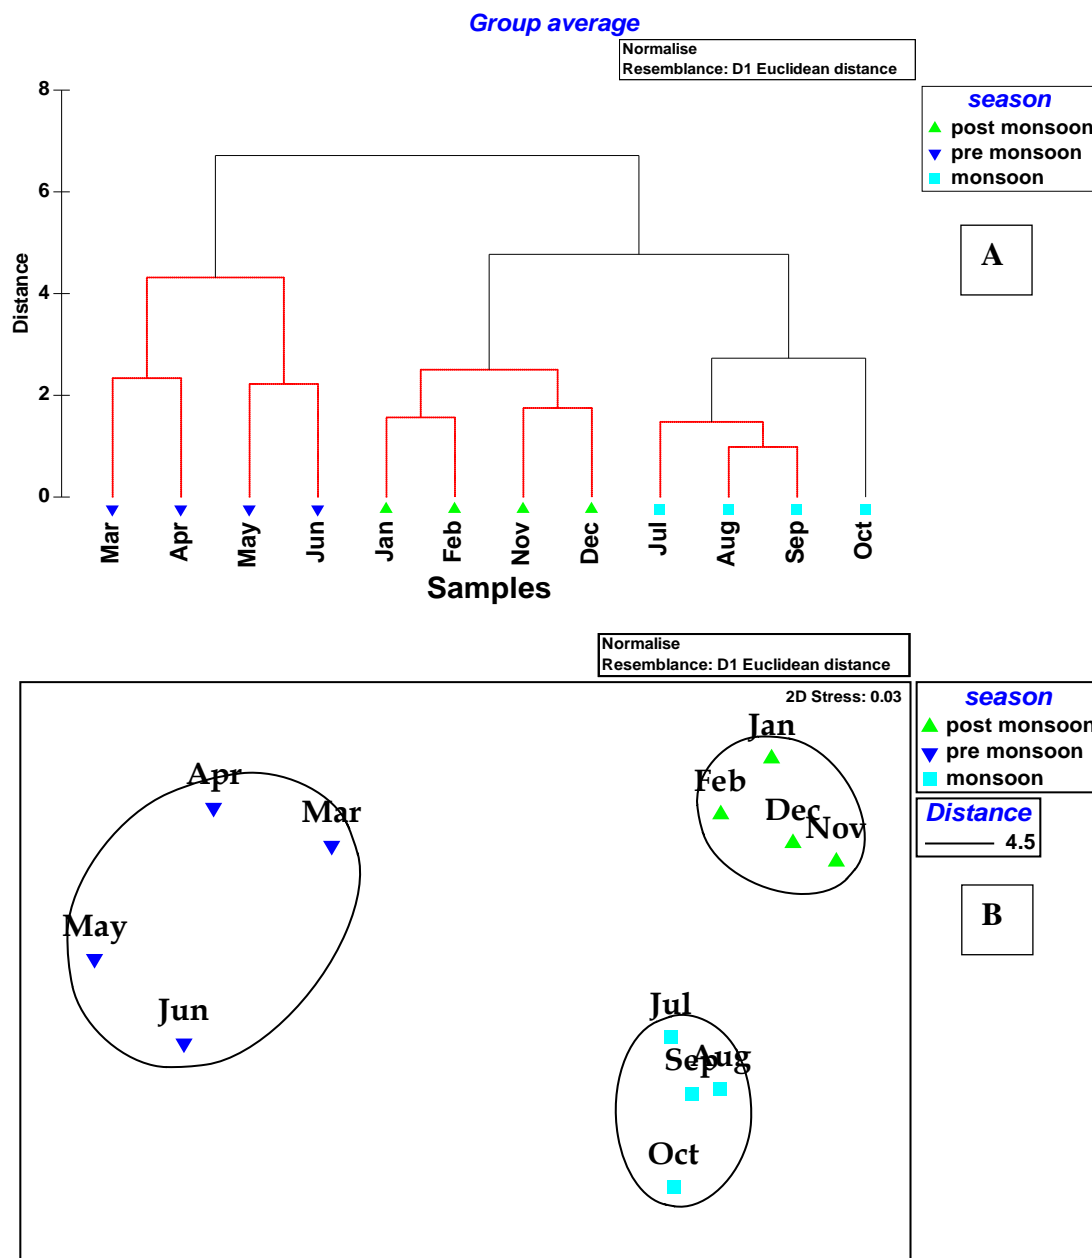 Group average
Normalise
Resemblance: D1 Euclidean distance
season
post monsoon
pre monsoon
monsoon
A
Distance
8
6
4
2
0
Mar Apr May Jun Jan Feb Nov Dec Jul Aug Sep Oct
Samples
Normalise
Resemblance: D1 Euclidean distance
2D Stress: 0.03
season
post monsoon
pre monsoon
monsoon
Distance
4.5
B
Jan
Apr
Feb
Mar
Dec
Nov
May
Jun
Jul
Sep
Aug
Oct